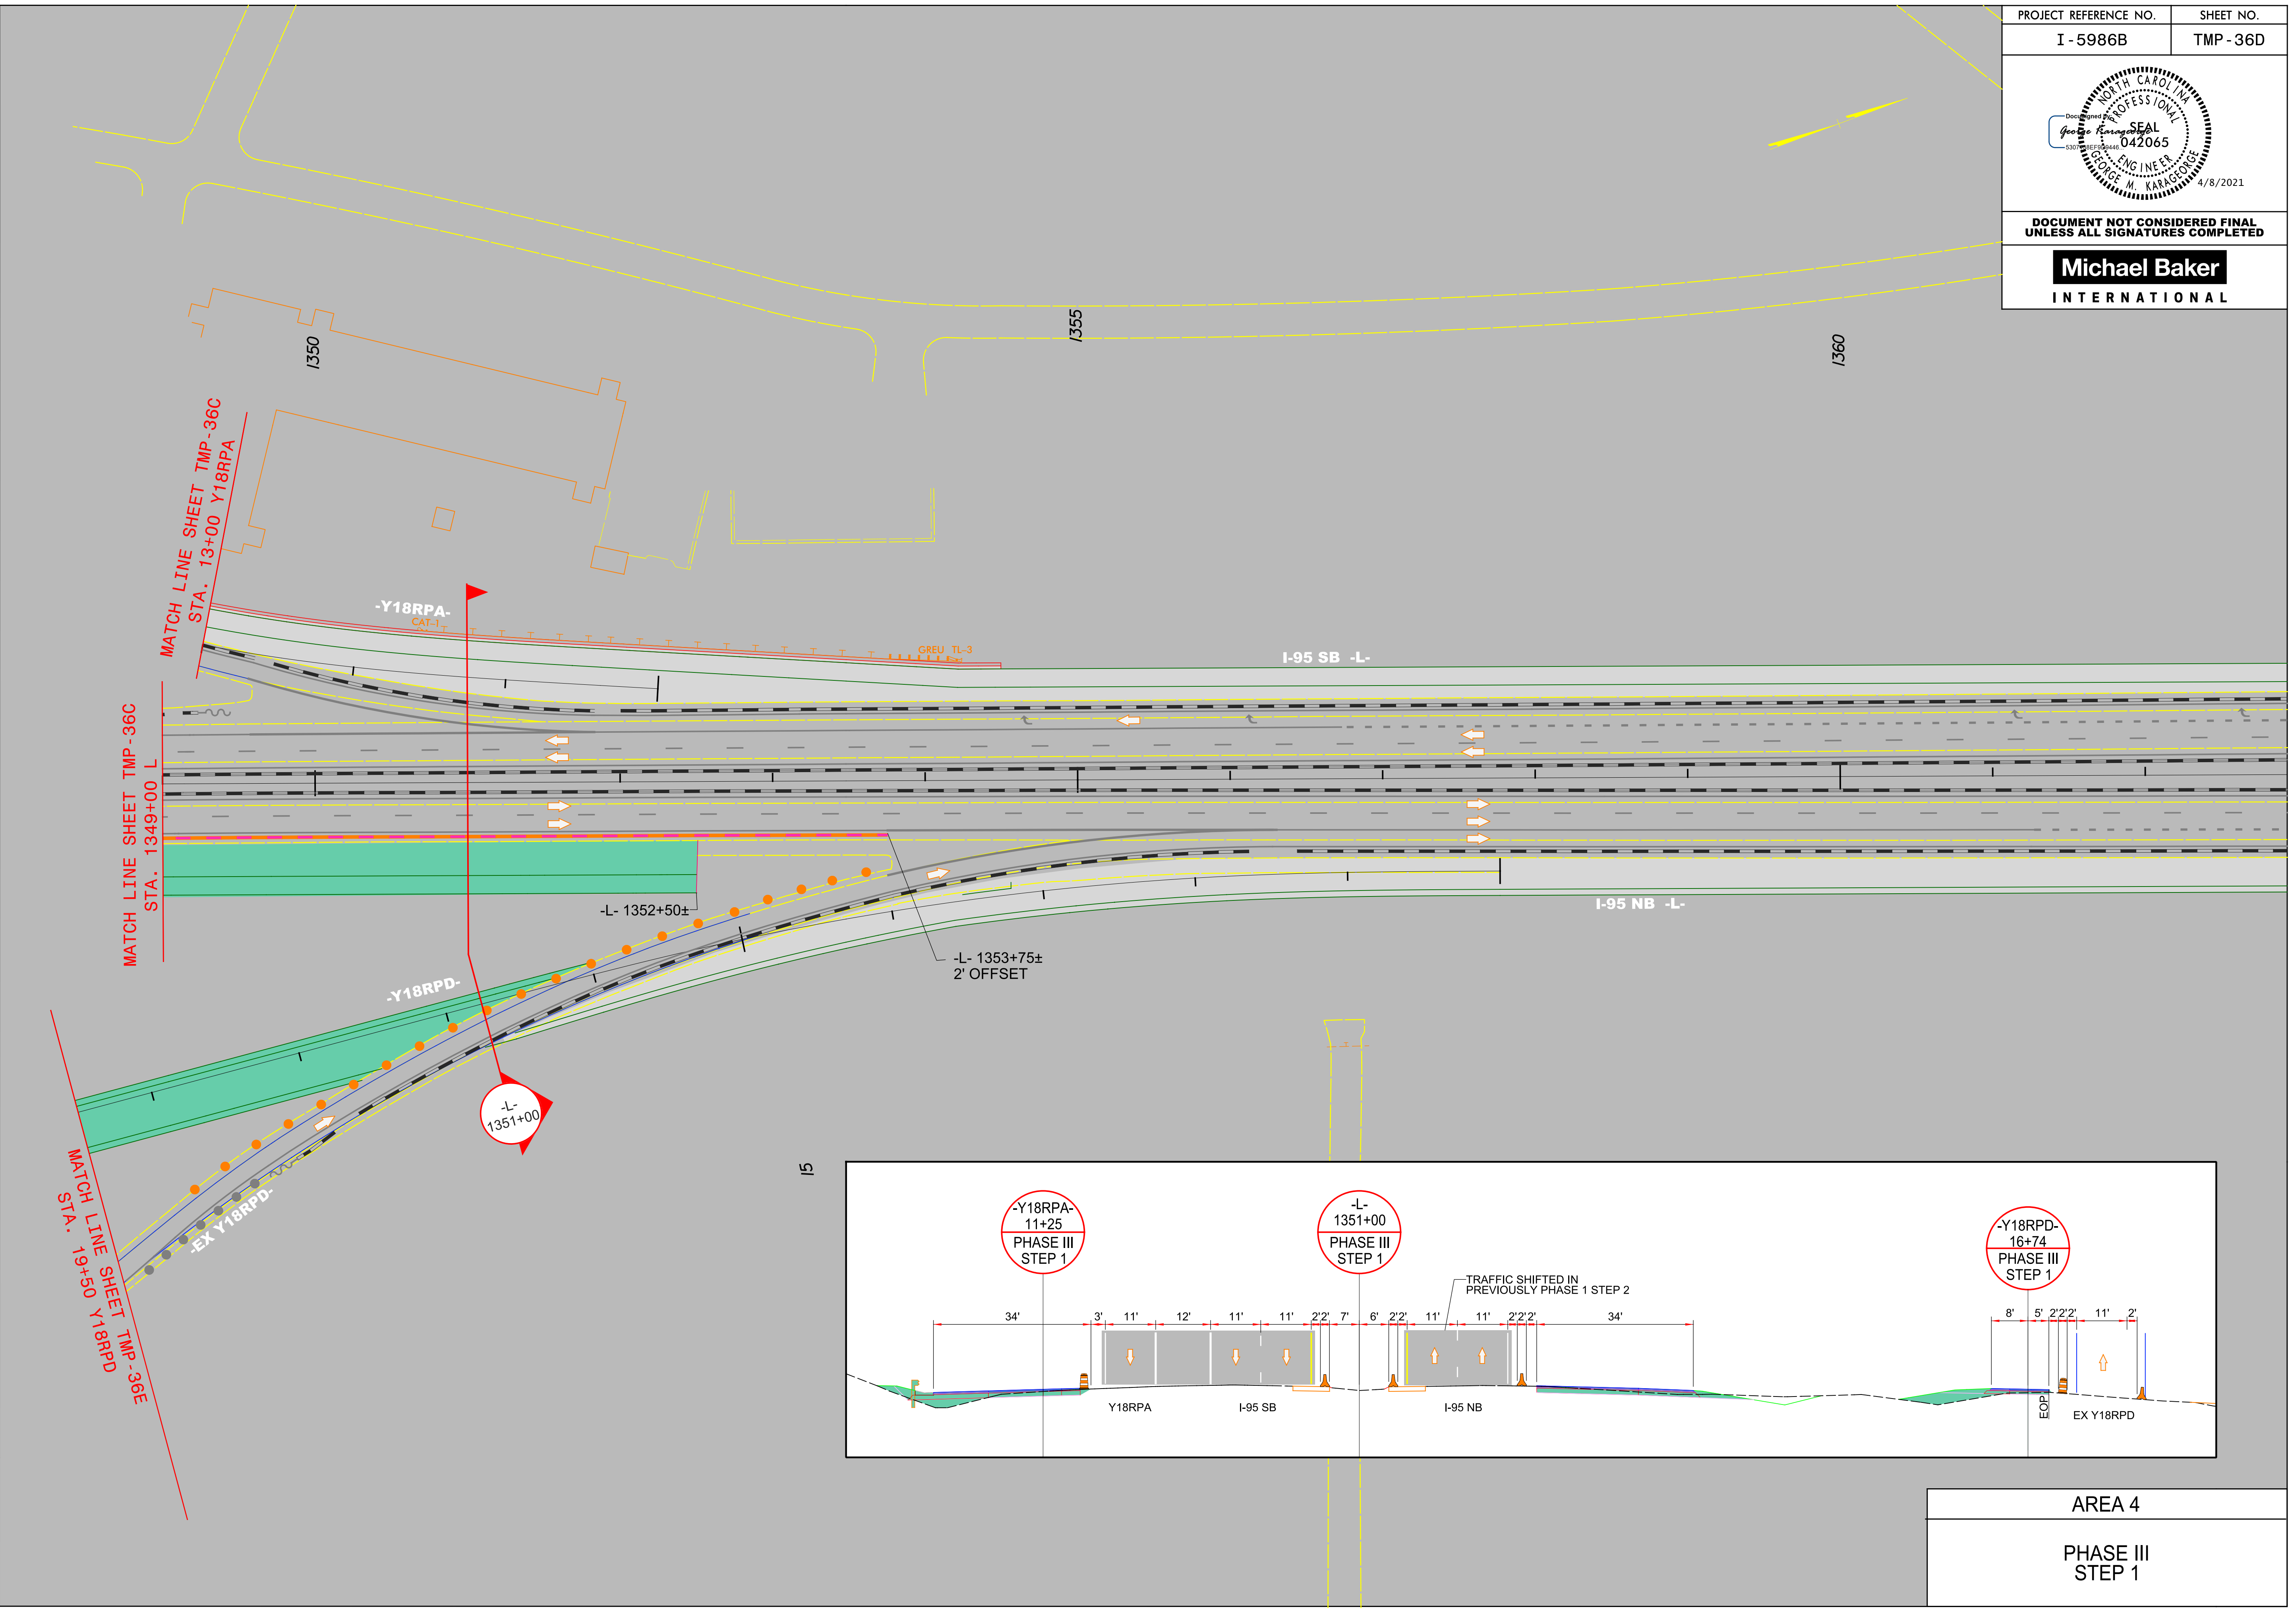 PROJECT REFERENCE NO.
SHEET NO.
I-5986B
TMP-36D
NORTH CAROLINA
PROFESSIONAL
SEAL
042065
ENGINEER
GEORGE M. KARAGEORGE
4/8/2021
DOCUMENT NOT CONSIDERED FINAL
UNLESS ALL SIGNATURES COMPLETED
Michael Baker
INTERNATIONAL
1350
1355
1360
MATCH LINE SHEET TMP-36C
STA. 13+00 Y18RPA
-Y18RPA-
CAT-1
GREU TL-3
I-95 SB -L-
MATCH LINE SHEET TMP-36C
STA. 1349+00 L
-L- 1352+50±
I-95 NB -L-
-L- 1353+75±
2' OFFSET
-Y18RPD-
-L-
1351+00
15
-EX Y18RPD-
MATCH LINE SHEET TMP-36E
STA. 19+50 Y18RPD
-Y18RPA-
11+25
PHASE III
STEP 1
-L-
1351+00
PHASE III
STEP 1
-Y18RPD-
16+74
PHASE III
STEP 1
TRAFFIC SHIFTED IN
PREVIOUSLY PHASE 1 STEP 2
34' 3' 11' 12' 11' 11' 2' 2' 7' 6' 2' 2' 11' 11' 2' 2' 2' 34' 8' 5' 2' 2' 2' 11' 2'
Y18RPA
I-95 SB
I-95 NB
EOP
EX Y18RPD
AREA 4
PHASE III
STEP 1